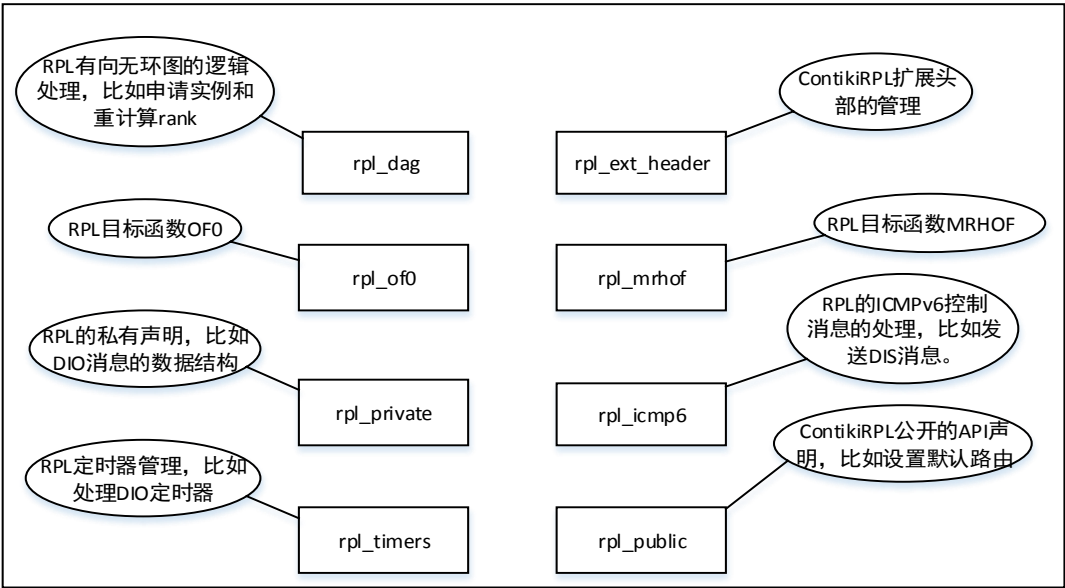 RPL有向无环图的逻辑
处理，比如申请实例和
重计算rank
rpl_dag
ContikiRPL扩展头
部的管理
rpl_ext_header
RPL目标函数OF0
rpl_of0
RPL目标函数MRHOF
rpl_mrhof
RPL的私有声明，比如
DIO消息的数据结构
rpl_private
RPL的ICMPv6控制
消息的处理，比如发
送DIS消息。
rpl_icmp6
RPL定时器管理，比如
处理DIO定时器
rpl_timers
ContikiRPL公开的API声
明，比如设置默认路由
rpl_public